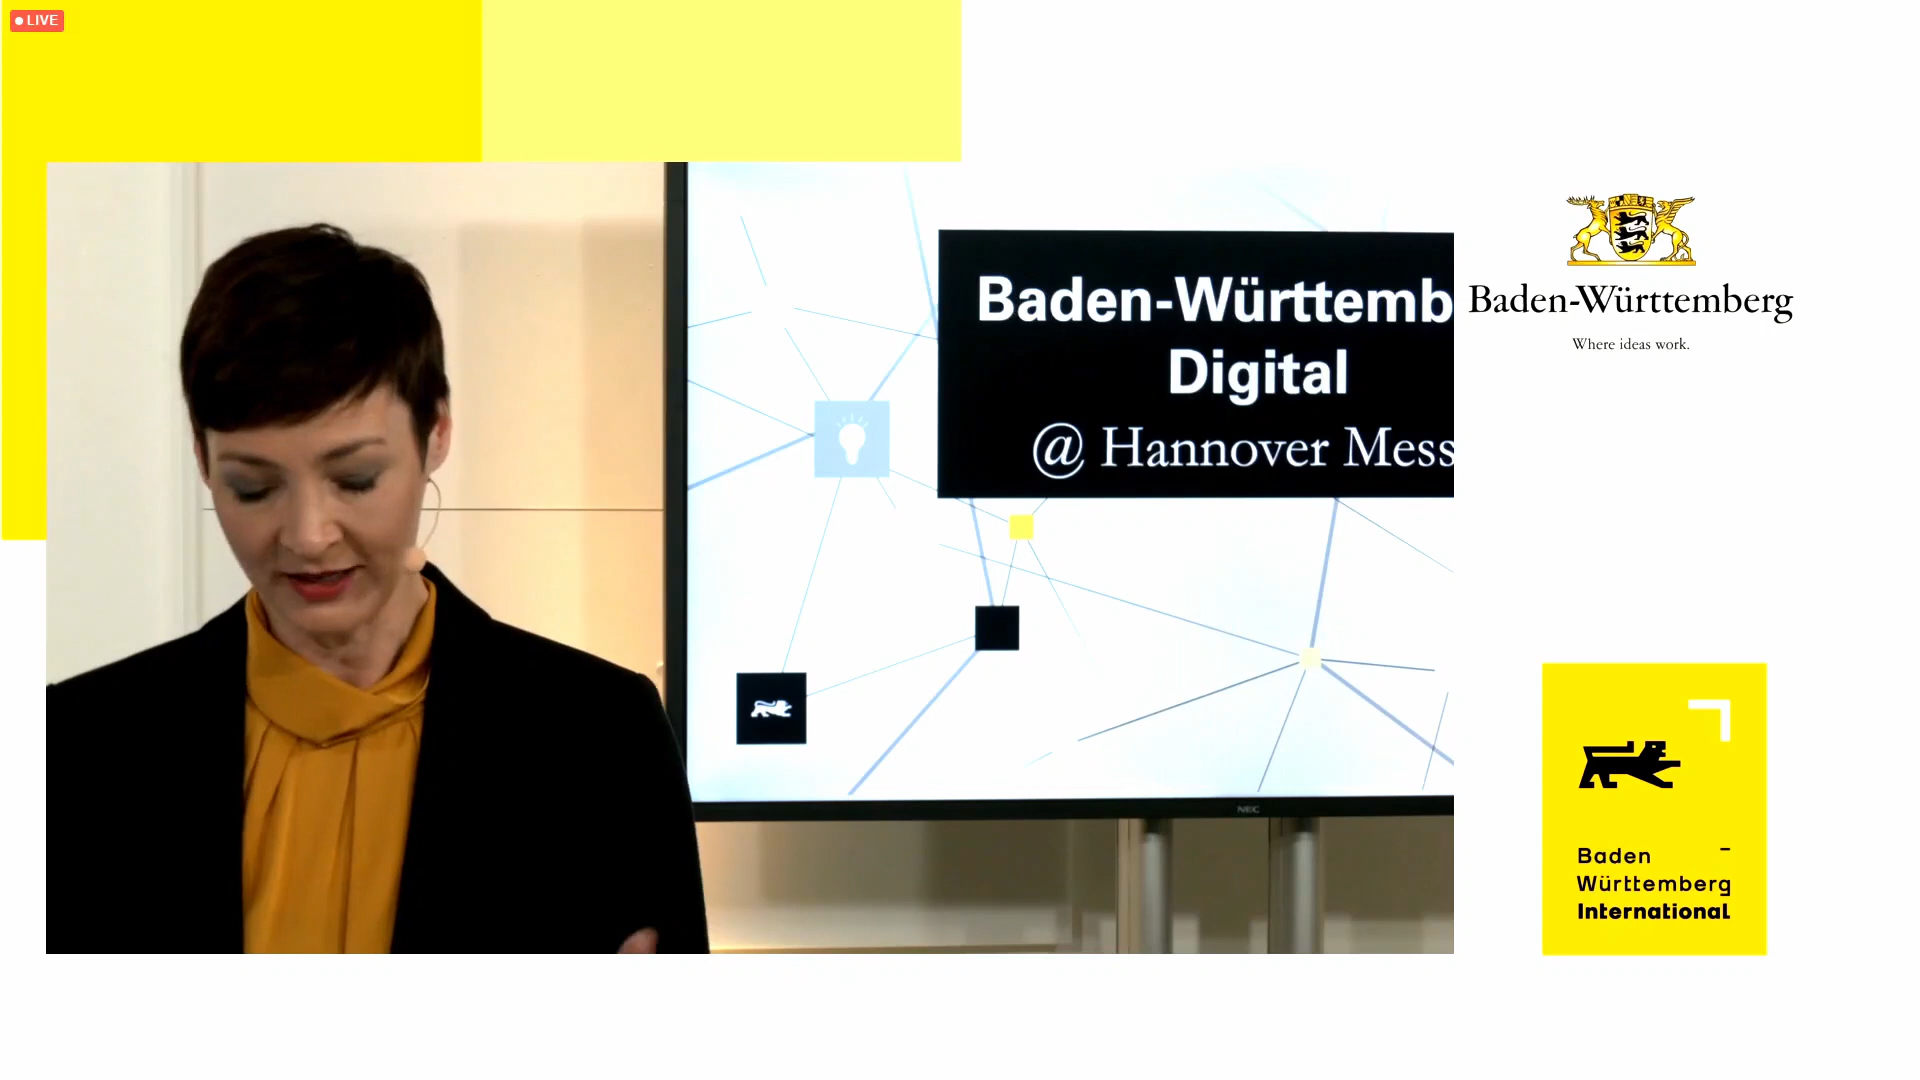 LIVE
Baden-Württemb
Digital
@ Hannover Mess
Baden-Württemberg
Where ideas work.
NEC
Baden -
Württemberg
International